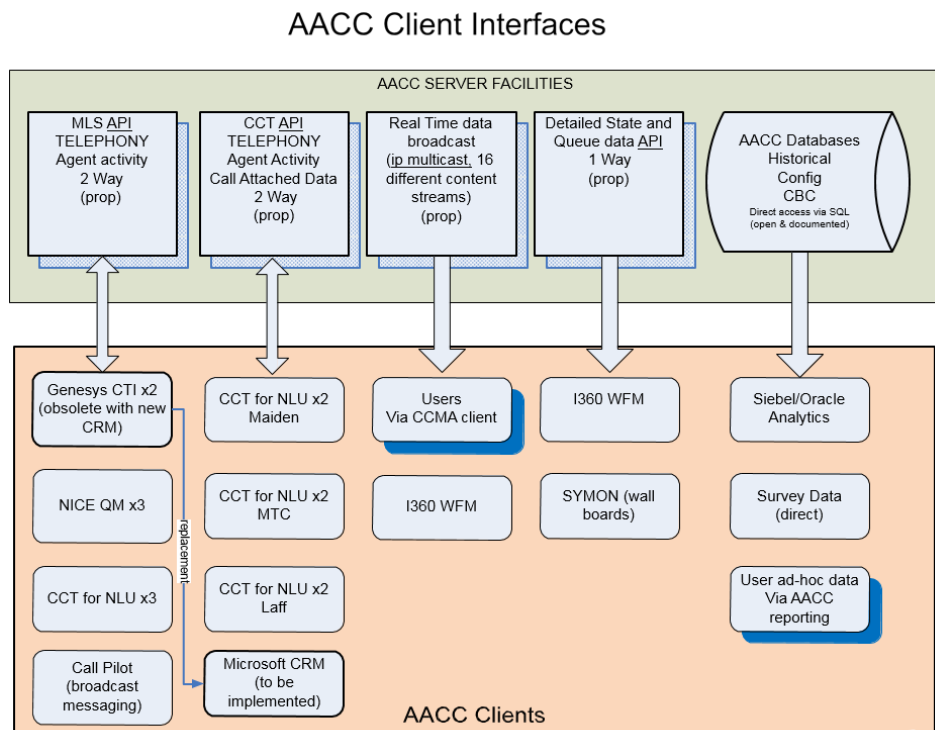 AACC Client Interfaces
AACC SERVER FACILITIES
MLS API
TELEPHONY
Agent activity
2 Way
(prop)
CCT API
TELEPHONY
Agent Activity
Call Attached Data
2 Way
(prop)
Real Time data
broadcast
(ip multicast, 16
different content
streams)
(prop)
Detailed State and
Queue data API
1 Way
(prop)
AACC Databases
Historical
Config
CBC
Direct access via SQL
(open & documented)
Genesys CTI x2
(obsolete with new
CRM)
NICE QM x3
CCT for NLU x3
Call Pilot
(broadcast
messaging)
replacement
CCT for NLU x2
Maiden
CCT for NLU x2
MTC
CCT for NLU x2
Laff
Microsoft CRM
(to be
implemented)
Users
Via CCMA client
I360 WFM
I360 WFM
SYMON (wall
boards)
Siebel/Oracle
Analytics
Survey Data
(direct)
User ad-hoc data
Via AACC
reporting
AACC Clients